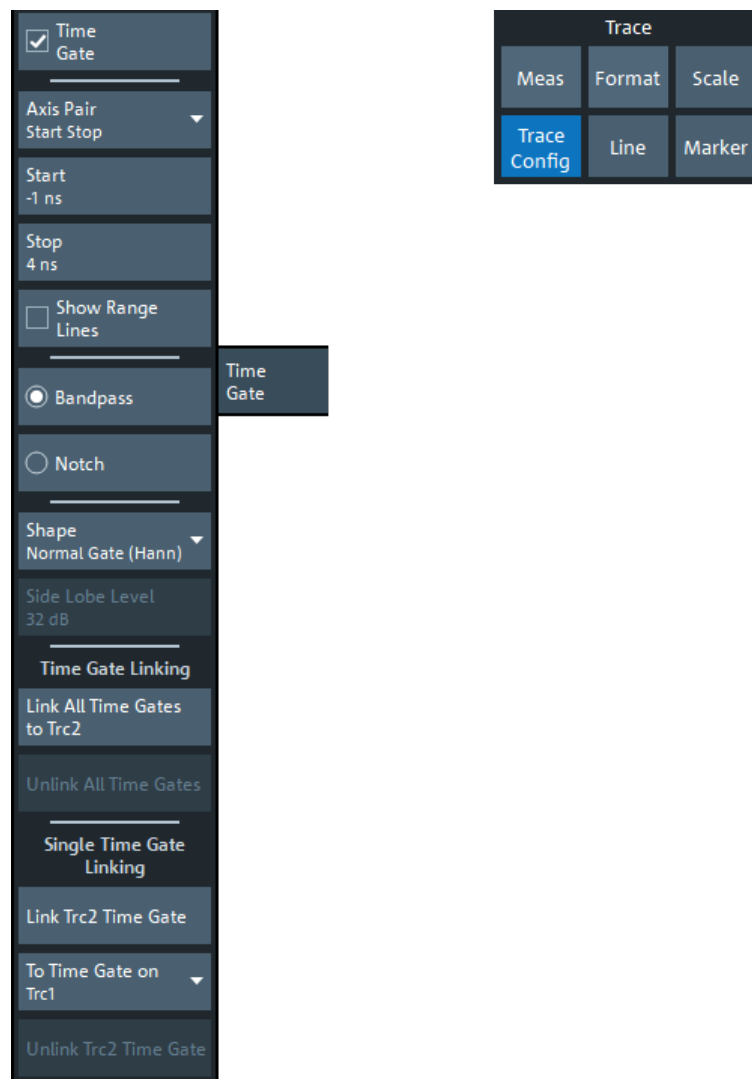 Time
Gate
Axis Pair
Start Stop
Start
-1 ns
Stop
4 ns
Show Range
Lines
Bandpass
Notch
Shape
Normal Gate (Hann)
Side Lobe Level
32 dB
Time Gate Linking
Link All Time Gates
to Trc2
Unlink All Time Gates
Single Time Gate
Linking
Link Trc2 Time Gate
To Time Gate on
Trc1
Unlink Trc2 Time Gate
Time
Gate
Trace
Meas Format Scale
Trace
Config Line Marker